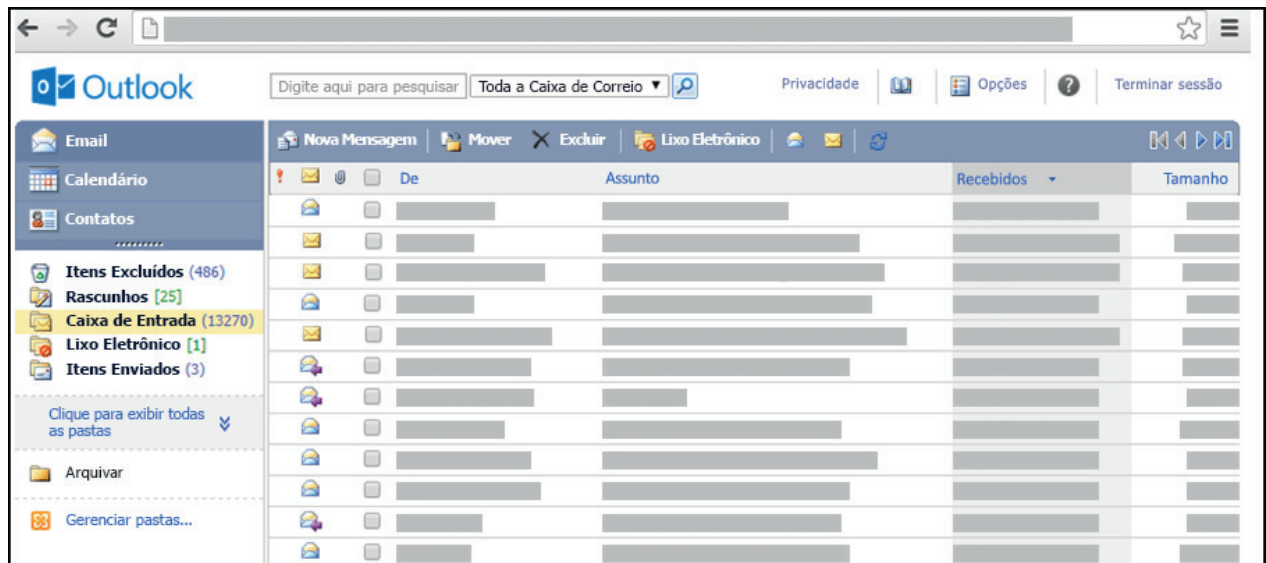 Outlook
Digite aqui para pesquisar Toda a Caixa de Correio Privacidade Opções Terminar sessão
Email
Calendário
Contatos
Itens Excluídos (486)
Rascunhos [25]
Caixa de Entrada (13270)
Lixo Eletrônico [1]
Itens Enviados (3)
Clique para exibir todas
as pastas
Arquivar
Gerenciar pastas...
Nova Mensagem Mover Excluir Lixo Eletrônico
De Assunto Recebidos Tamanho